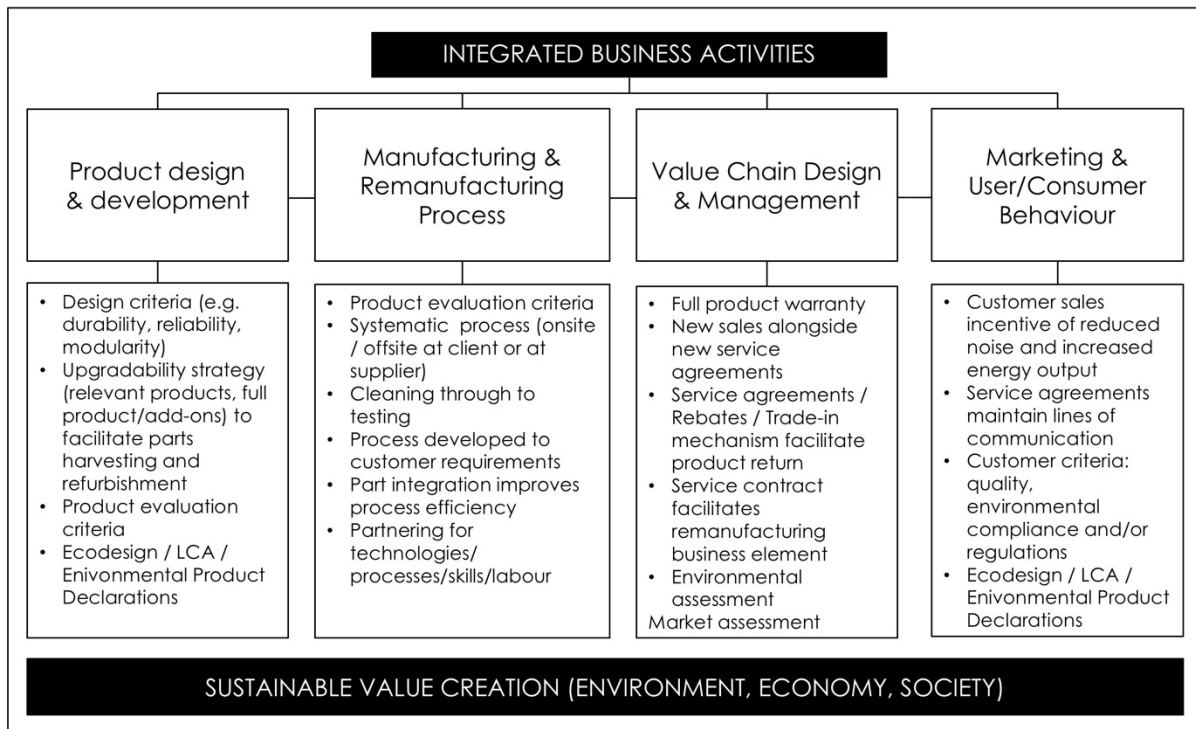 INTEGRATED BUSINESS ACTIVITIES
Product design
& development
Manufacturing &
Remanufacturing
Process
Value Chain Design
& Management
Marketing &
User/Consumer
Behaviour
• Design criteria (e.g.
durability, reliability,
modularity)
• Upgradability strategy
(relevant products, full
product/add-ons) to
facilitate parts
harvesting and
refurbishment
• Product evaluation
criteria
• Ecodesign / LCA /
Enivonmental Product
Declarations
• Product evaluation criteria
• Systematic process (onsite
/ offsite at client or at
supplier)
• Cleaning through to
testing
• Process developed to
customer requirements
• Part integration improves
process efficiency
• Partnering for
technologies/
processes/skills/labour
• Full product warranty
• New sales alongside
new service
agreements
• Service agreements /
Rebates / Trade-in
mechanism facilitate
product return
• Service contract
facilitates
remanufacturing
business element
• Environmental
assessment
Market assessment
• Customer sales
incentive of reduced
noise and increased
energy output
• Service agreements
maintain lines of
communication
• Customer criteria:
quality,
environmental
compliance and/or
regulations
• Ecodesign / LCA /
Enivonmental Product
Declarations
SUSTAINABLE VALUE CREATION (ENVIRONMENT, ECONOMY, SOCIETY)